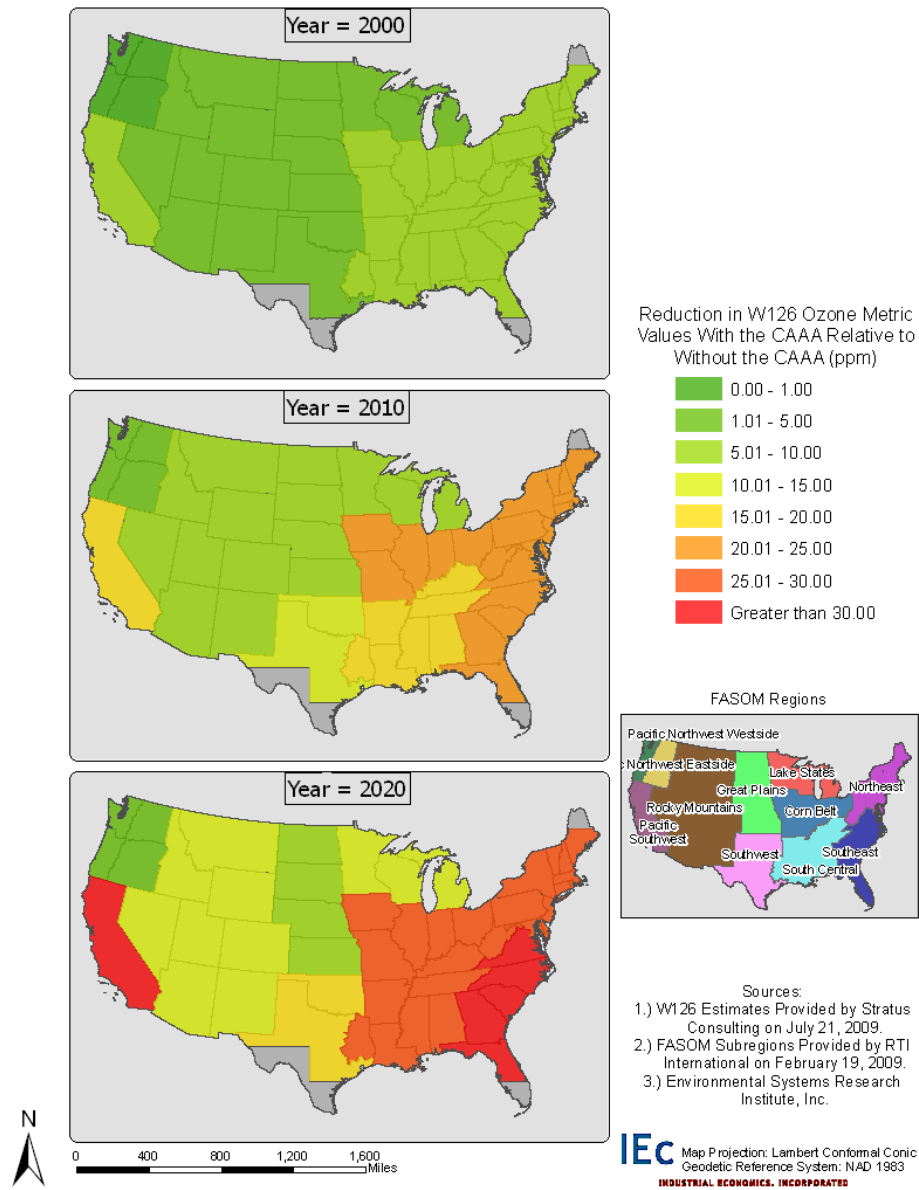 Year = 2000
Year = 2010
Year = 2020
Reduction in W126 Ozone Metric
Values With the CAAA Relative to
Without the CAAA (ppm)
0.00 - 1.00
1.01 - 5.00
5.01 - 10.00
10.01 - 15.00
15.01 - 20.00
20.01 - 25.00
25.01 - 30.00
Greater than 30.00
FASOM Regions
Pacific Northwest Westside
c Northwest Eastside
Lake States
Northeast
Great Plains
Rocky Mountains
Corn Belt
Pacific
Southwest
Southwest
Southeast
South Central
Sources:
1.) W126 Estimates Provided by Stratus
Consulting on July 21, 2009.
2.) FASOM Subregions Provided by RTI
International on February 19, 2009.
3.) Environmental Systems Research
Institute, Inc.
N
0 400 800 1,200 1,600
Miles
IEc
Map Projection: Lambert Conformal Conic
Geodetic Reference System: NAD 1983
INDUSTRIAL ECONOMICS, INCORPORATED